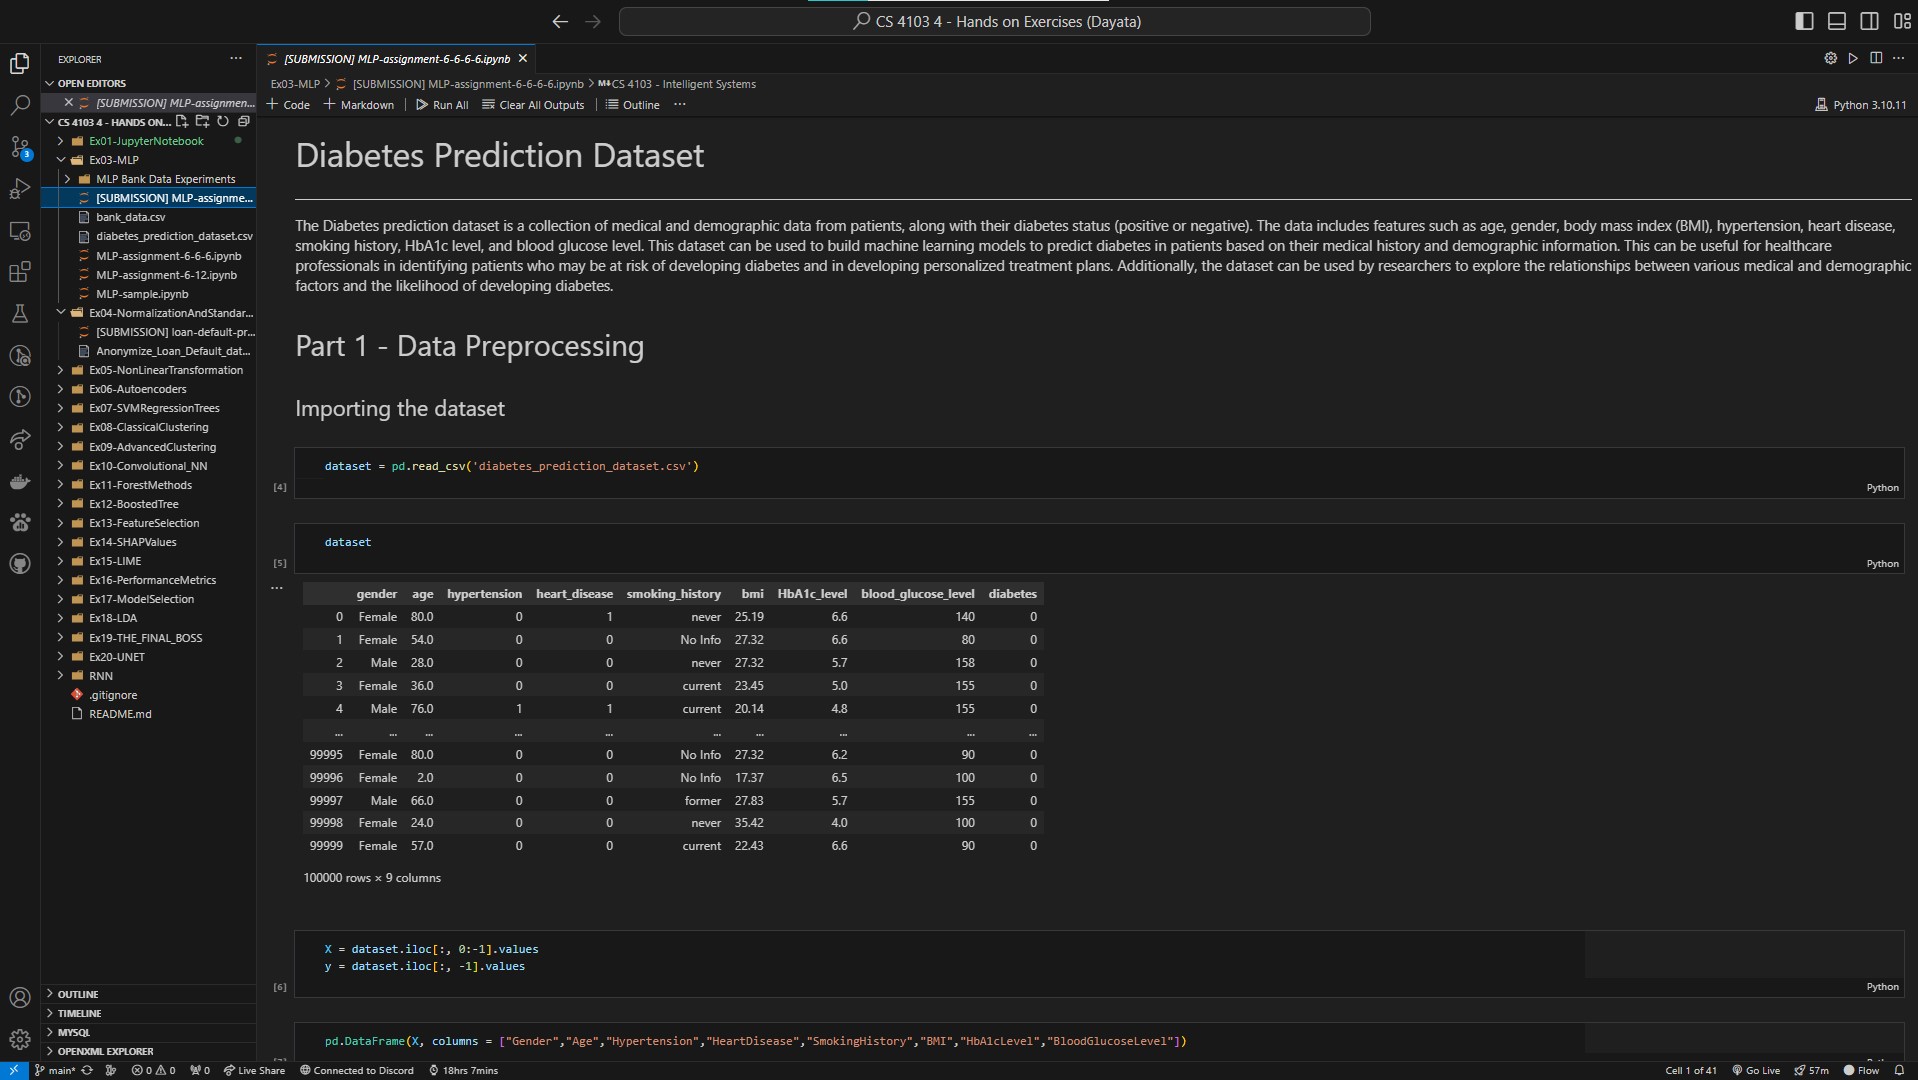 CS 4103 4 - Hands on Exercises (Dayata)
EXPLORER
[SUBMISSION] MLP-assignment-6-6-6-6.ipynb
OPEN EDITORS
[SUBMISSION] MLP-assignmen...
CS 4103 4 - HANDS ON...
Ex01-JupyterNotebook
Ex03-MLP
MLP Bank Data Experiments
[SUBMISSION] MLP-assignme...
bank_data.csv
diabetes_prediction_dataset.csv
MLP-assignment-6-6-6.ipynb
MLP-assignment-6-12.ipynb
MLP-sample.ipynb
Ex04-NormalizationAndStandar...
[SUBMISSION] loan-default-pr...
Anonymize_Loan_Default_dat...
Ex05-NonLinearTransformation
Ex06-Autoencoders
Ex07-SVMRegressionTrees
Ex08-ClassicalClustering
Ex09-AdvancedClustering
Ex10-Convolutional_NN
Ex11-ForestMethods
Ex12-BoostedTree
Ex13-FeatureSelection
Ex14-SHAPValues
Ex15-LIME
Ex16-PerformanceMetrics
Ex17-ModelSelection
Ex18-LDA
Ex19-THE_FINAL_BOSS
Ex20-UNET
RNN
.gitignore
README.md
OUTLINE
TIMELINE
MYSQL
OPENXML EXPLORER
3
Ex03-MLP > [SUBMISSION] MLP-assignment-6-6-6-6.ipynb > M↓CS 4103 - Intelligent Systems
+ Code + Markdown | Run All Clear All Outputs | Outline ...
Python 3.10.11
Diabetes Prediction Dataset
The Diabetes prediction dataset is a collection of medical and demographic data from patients, along with their diabetes status (positive or negative). The data includes features such as age, gender, body mass index (BMI), hypertension, heart disease,
smoking history, HbA1c level, and blood glucose level. This dataset can be used to build machine learning models to predict diabetes in patients based on their medical history and demographic information. This can be useful for healthcare
professionals in identifying patients who may be at risk of developing diabetes and in developing personalized treatment plans. Additionally, the dataset can be used by researchers to explore the relationships between various medical and demographic
factors and the likelihood of developing diabetes.
Part 1 - Data Preprocessing
Importing the dataset
dataset = pd.read_csv('diabetes_prediction_dataset.csv')
[4] Python
dataset
[5] Python
gender age hypertension heart_disease smoking_history bmi HbA1c_level blood_glucose_level diabetes
0 Female 80.0 0 1 never 25.19 6.6 140 0
1 Female 54.0 0 0 No Info 27.32 6.6 80 0
2 Male 28.0 0 0 never 27.32 5.7 158 0
3 Female 36.0 0 0 current 23.45 5.0 155 0
4 Male 76.0 1 1 current 20.14 4.8 155 0
... ... ... ... ... ... ... ... ... ...
99995 Female 80.0 0 0 No Info 27.32 6.2 90 0
99996 Female 2.0 0 0 No Info 17.37 6.5 100 0
99997 Male 66.0 0 0 former 27.83 5.7 155 0
99998 Female 24.0 0 0 never 35.42 4.0 100 0
99999 Female 57.0 0 0 current 22.43 6.6 90 0
100000 rows × 9 columns
X = dataset.iloc[:, 0:-1].values
y = dataset.iloc[:, -1].values
[6] Python
pd.DataFrame(X, columns = ["Gender","Age","Hypertension","HeartDisease","SmokingHistory","BMI","HbA1cLevel","BloodGlucoseLevel"])
main* 0 0 0 Live Share Connected to Discord 18hrs 7mins
Cell 1 of 41 Go Live 57m Flow